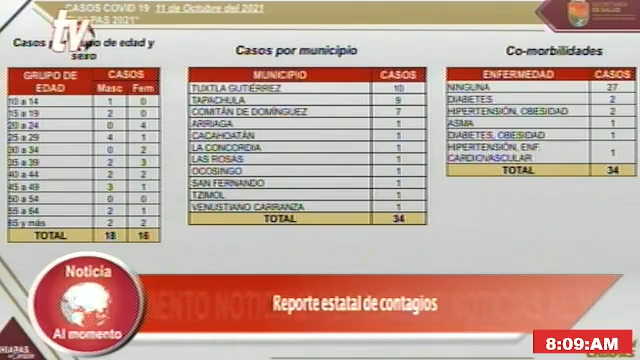 CASOS COVID 19 11 de Octubre del 2021
CHIAPAS 2021*
tv
Casos por grupo de edad y sexo
GRUPO DE EDAD CASOS
Masc Fem
10 a 14 1 0
15 a 19 2 0
20 a 24 0 4
25 a 29 4 1
30 a 34 0 2
35 a 39 2 3
40 a 44 2 2
45 a 49 3 1
50 a 54 0 0
55 a 64 2 1
65 y más 2 2
TOTAL 18 16
Casos por municipio
MUNICIPIO CASOS
TUXTLA GUTIÉRREZ 10
TAPACHULA 9
COMITÁN DE DOMÍNGUEZ 7
ARRIAGA 1
CACAHOATÁN 1
LA CONCORDIA 1
LAS ROSAS 1
OCOSINGO 1
SAN FERNANDO 1
TZIMOL 1
VENUSTIANO CARRANZA 1
TOTAL 34
SECRETARÍA DE SALUD
Co-morbilidades
ENFERMEDAD CASOS
NINGUNA 27
DIABETES 2
HIPERTENSIÓN, OBESIDAD 2
ASMA 1
DIABETES, OBESIDAD 1
HIPERTENSIÓN, ENF. CARDIOVASCULAR 1
TOTAL 34
Noticia
Al momento
Reporte estatal de contagios
CHIAPAS
8:09:AM